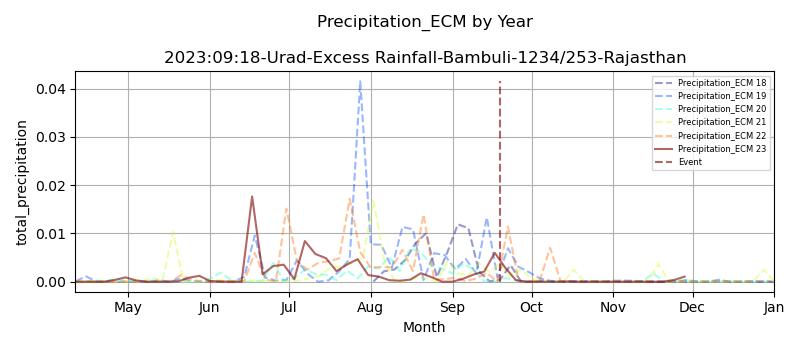 Precipitation_ECM by Year
2023:09:18-Urad-Excess Rainfall-Bambuli-1234/253-Rajasthan
0.04
0.03
0.02
0.01
0.00
total_precipitation
Precipitation_ECM 18
Precipitation_ECM 19
Precipitation_ECM 20
Precipitation_ECM 21
Precipitation_ECM 22
Precipitation_ECM 23
Event
May Jun Jul Aug Sep Oct Nov Dec Jan
Month